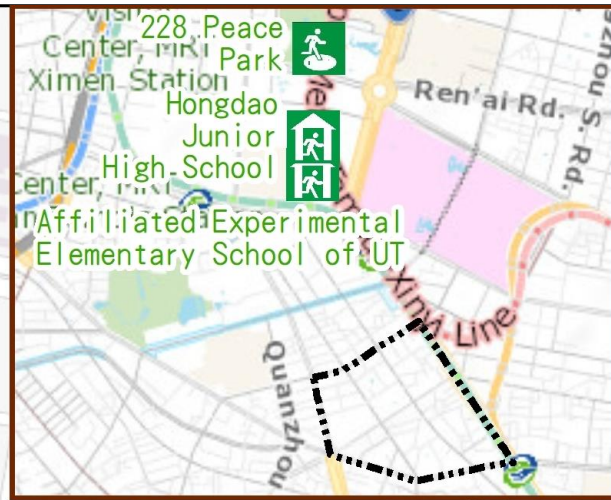 228 Peace
Park
Center, MRT
Ximen Station
Ren'ai Rd.
Hongdao
Junior
High School
Affiliated Experimental
Elementary School of UT
Xinyi-Line
Quanzhou